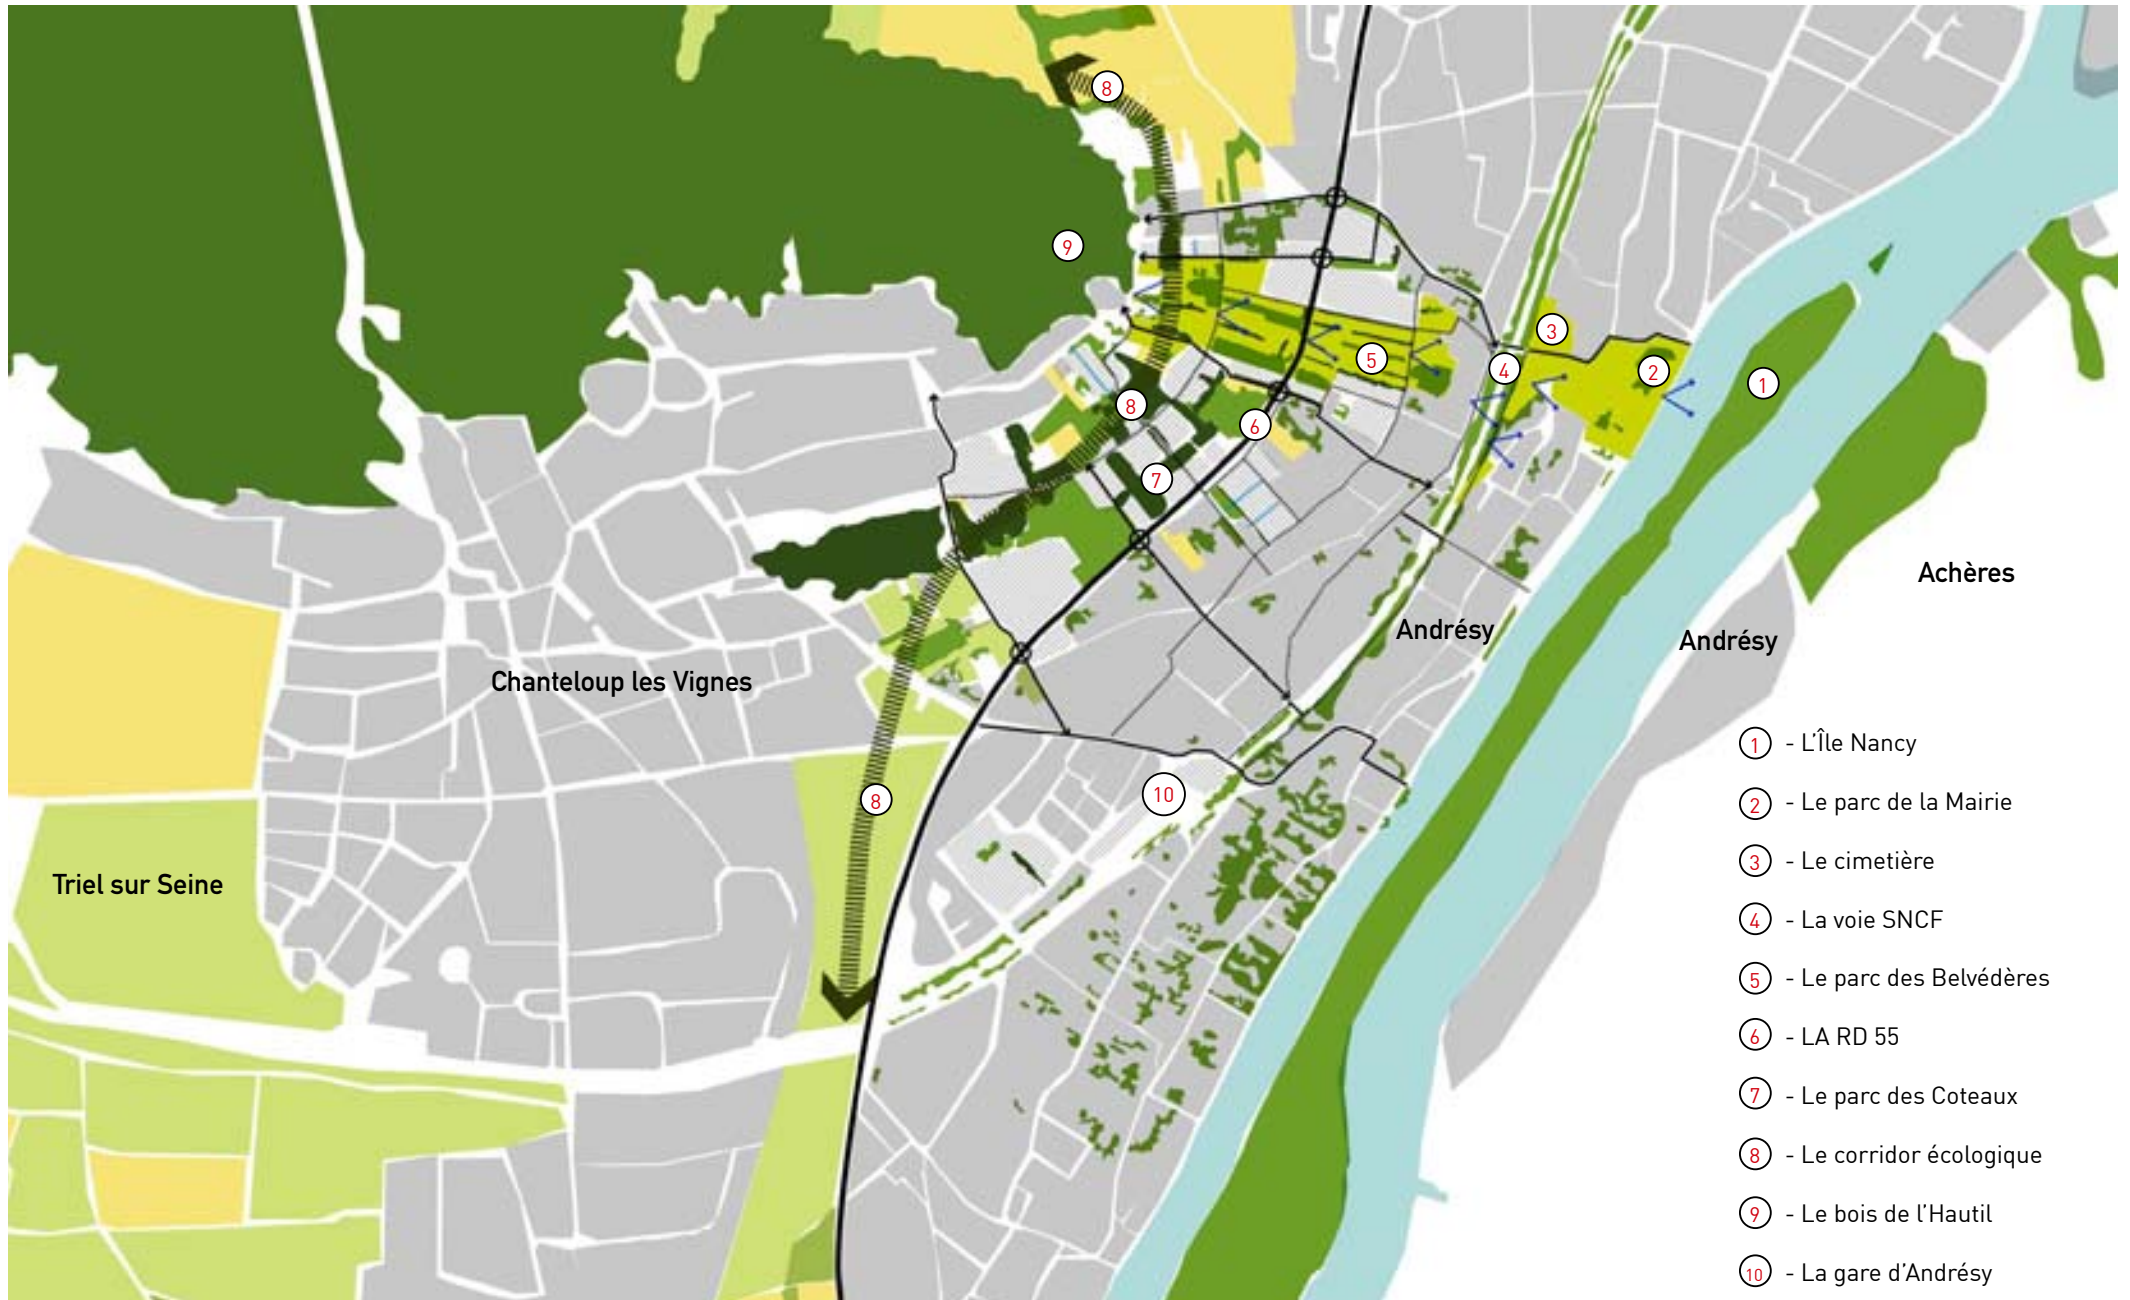 8
9
3
5
4
2
1
8
6
7
Achères
Andrésy
Andrésy
Chanteloup les Vignes
8
10
Triel sur Seine
1 - L'Île Nancy
2 - Le parc de la Mairie
3 - Le cimetière
4 - La voie SNCF
5 - Le parc des Belvédères
6 - LA RD 55
7 - Le parc des Coteaux
8 - Le corridor écologique
9 - Le bois de l'Hautil
10 - La gare d'Andrésy